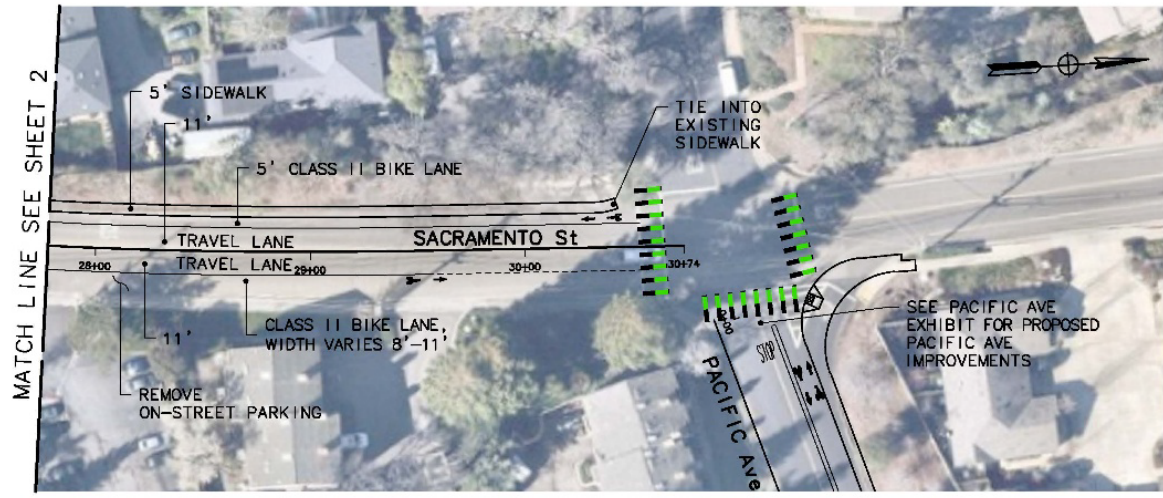 MATCH LINE SEE SHEET 2
5' SIDEWALK
11'
5' CLASS II BIKE LANE
TIE INTO
EXISTING
SIDEWALK
TRAVEL LANE
SACRAMENTO St
TRAVEL LANE
28+00
29+00
30+00
30+74
11'
CLASS II BIKE LANE,
WIDTH VARIES 8'-11'
REMOVE
ON-STREET PARKING
SEE PACIFIC AVE
EXHIBIT FOR PROPOSED
PACIFIC AVE
IMPROVEMENTS
STOP
PACIFIC Ave